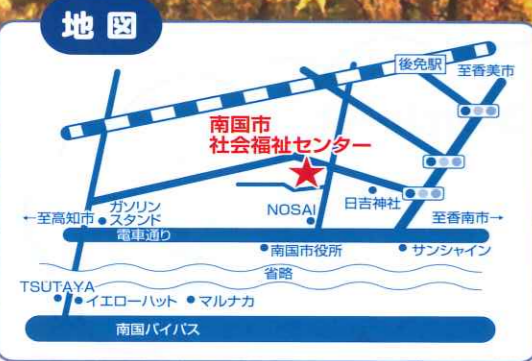 地図
後免駅
至香美市
南国市
社会福祉センター
ガソリン
スタンド
←至高知市
NOSAI
日吉神社
至香南市→
電車通り
南国市役所
サンシャイン
省略
TSUTAYA
イエローハット
マルナカ
南国バイパス